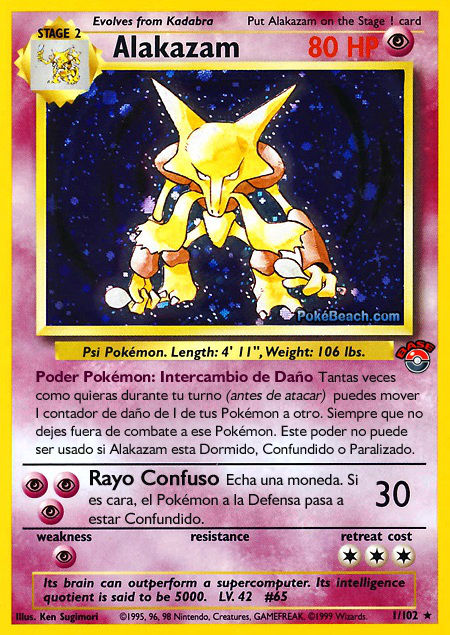 Evolves from Kadabra Put Alakazam on the Stage 1 card
STAGE 2
Alakazam 80 HP
PokéBeach.com
Psi Pokémon. Length: 4' 11", Weight: 106 lbs.
BASE
Poder Pokémon: Intercambio de Daño Tantas veces
como quieras durante tu turno (antes de atacar) puedes mover
1 contador de daño de 1 de tus Pokémon a otro. Siempre que no
dejes fuera de combate a ese Pokémon. Este poder no puede
ser usado si Alakazam esta Dormido, Confundido o Paralizado.
Rayo Confuso Echa una moneda. Si
es cara, el Pokémon a la Defensa pasa a
estar Confundido.
30
weakness resistance retreat cost
Its brain can outperform a supercomputer. Its intelligence
quotient is said to be 5000. LV. 42 #65
Illus. Ken Sugimori ©1995, 96, 98 Nintendo, Creatures, GAMEFREAK. ©1999 Wizards. 1/102 ★